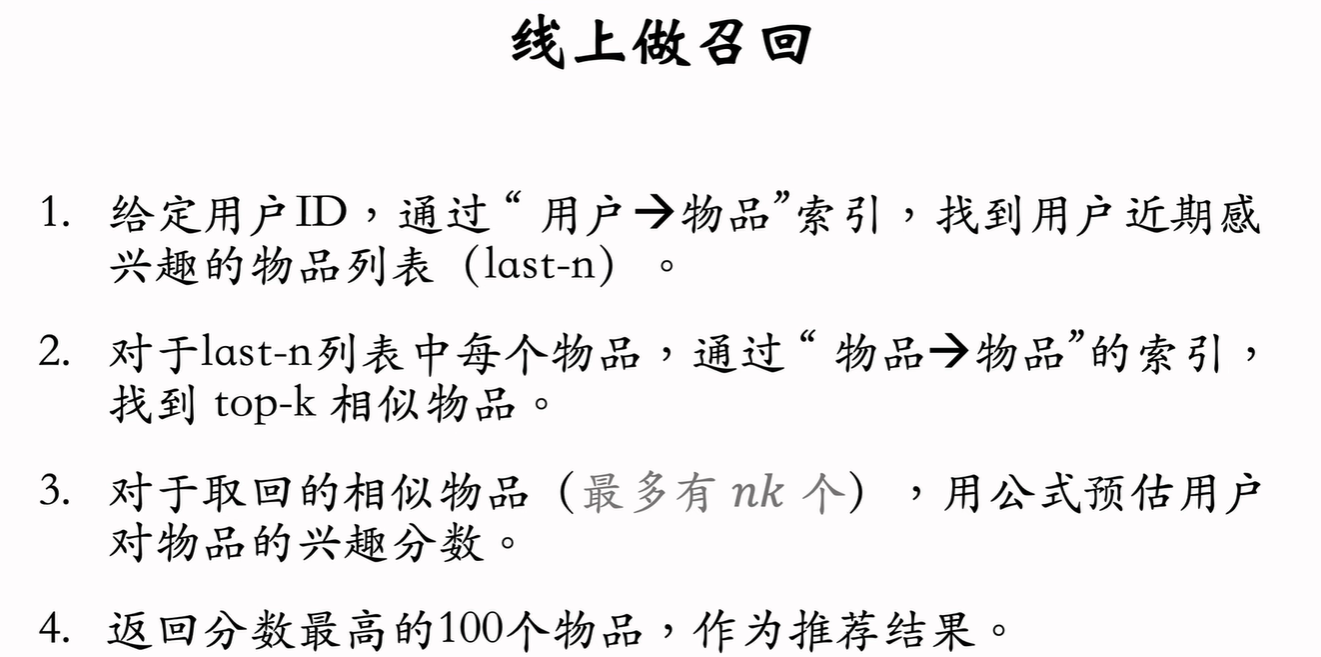 线上做召回
1. 给定用户ID，通过“用户→物品”索引，找到用户近期感
兴趣的物品列表（last-n）。
2. 对于last-n列表中每个物品，通过“物品→物品”的索引，
找到 top-k 相似物品。
3. 对于取回的相似物品（最多有 nk 个），用公式预估用户
对物品的兴趣分数。
4. 返回分数最高的100个物品，作为推荐结果。